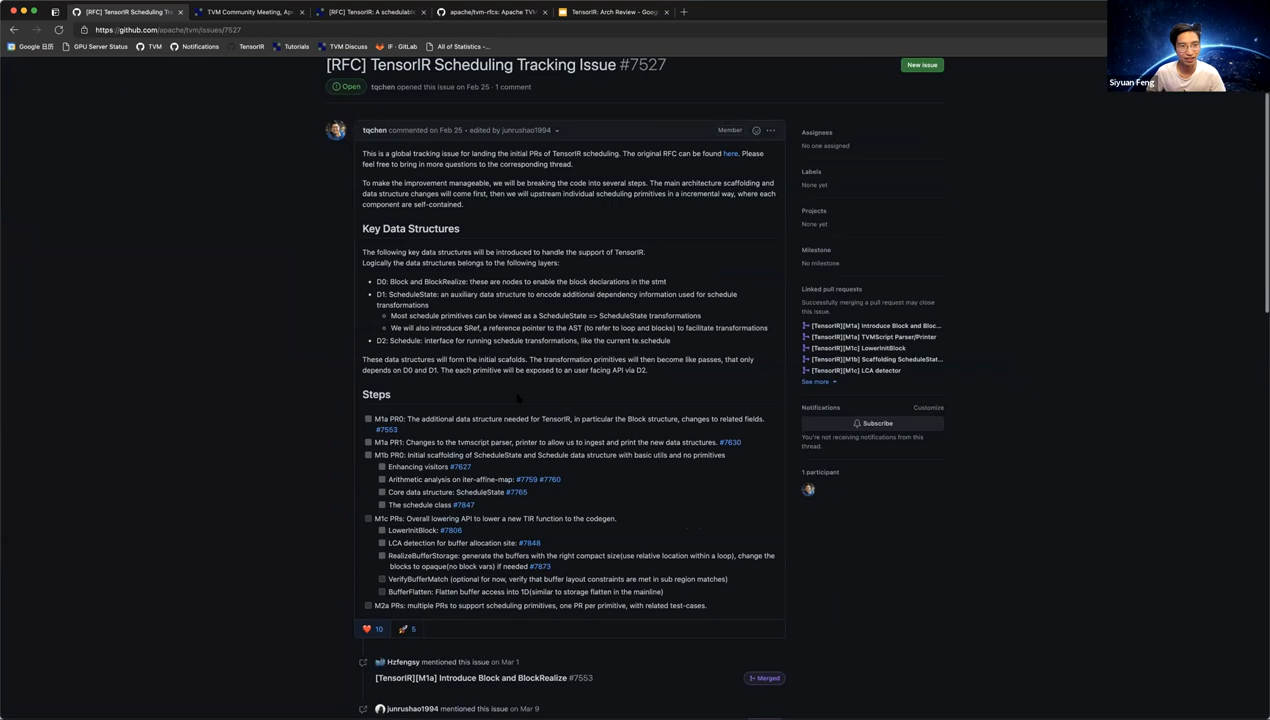 [RFC] TensorIR Scheduling Tra
TVM Community Meeting, Ap
[RFC] TensorIR: A schedulable
apache/tvm-rfcs: Apache TVM
TensorIR: Arch Review - Goog
https://github.com/apache/tvm/issues/7527
Google 日历
GPU Server Status
TVM
Notifications
TensorIR
Tutorials
TVM Discuss
IF · GitLab
All of Statistics -...
Siyuan Feng
[RFC] TensorIR Scheduling Tracking Issue #7527
New issue
Open
tqchen opened this issue on Feb 25 · 1 comment
tqchen commented on Feb 25 • edited by junrushao1994
Member
This is a global tracking issue for landing the initial PRs of TensorIR scheduling. The original RFC can be found here. Please
feel free to bring in more questions to the corresponding thread.
To make the improvement manageable, we will be breaking the code into several steps. The main architecture scaffolding and
data structure changes will come first, then we will upstream individual scheduling primitives in a incremental way, where each
component are self-contained.
Key Data Structures
The following key data structures will be introduced to handle the support of TensorIR.
Logically the data structures belongs to the following layers:
• D0: Block and BlockRealize: these are nodes to enable the block declarations in the stmt
• D1: ScheduleState: an auxiliary data structure to encode additional dependency information used for schedule
transformations
Most schedule primitives can be viewed as a ScheduleState => ScheduleState transformations
We will also introduce SRef, a reference pointer to the AST (to refer to loop and blocks) to facilitate transformations
• D2: Schedule: interface for running schedule transformations, like the current te.schedule
These data structures will form the initial scafolds. The transformation primitives will then become like passes, that only
depends on D0 and D1. The each primitive will be exposed to an user facing API via D2.
Steps
M1a PR0: The additional data structure needed for TensorIR, in particular the Block structure, changes to related fields.
#7553
M1a PR1: Changes to the tvmscript parser, printer to allow us to ingest and print the new data structures. #7630
M1b PR0: Initial scaffolding of ScheduleState and Schedule data structure with basic utils and no primitives
Enhancing visitors #7627
Arithmetic analysis on iter-affine-map: #7759 #7760
Core data structure: ScheduleState #7765
The schedule class #7847
M1c PRs: Overall lowering API to lower a new TIR function to the codegen.
LowerInitBlock: #7806
LCA detection for buffer allocation site: #7848
RealizeBufferStorage: generate the buffers with the right compact size(use relative location within a loop), change the
blocks to opaque(no block vars) if needed #7873
VerifyBufferMatch (optional for now, verify that buffer layout constraints are met in sub region matches)
BufferFlatten: Flatten buffer access into 1D(similar to storage flatten in the mainline)
M2a PRs: multiple PRs to support scheduling primitives, one PR per primitive, with related test-cases.
10
5
Hzfengsy mentioned this issue on Mar 1
[TensorIR][M1a] Introduce Block and BlockRealize #7553
Merged
junrushao1994 mentioned this issue on Mar 9
Assignees
No one assigned
Labels
None yet
Projects
None yet
Milestone
No milestone
Linked pull requests
Successfully merging a pull request may close
this issue.
[TensorIR][M1a] Introduce Block and Bloc...
[TensorIR][M1a] TVMScript Parser/Printer
[TensorIR][M1c] LowerInitBlock
[TensorIR][M1b] Scaffolding ScheduleStat...
[TensorIR][M1c] LCA detector
See more
Notifications
Customize
Subscribe
You're not receiving notifications from this
thread.
1 participant